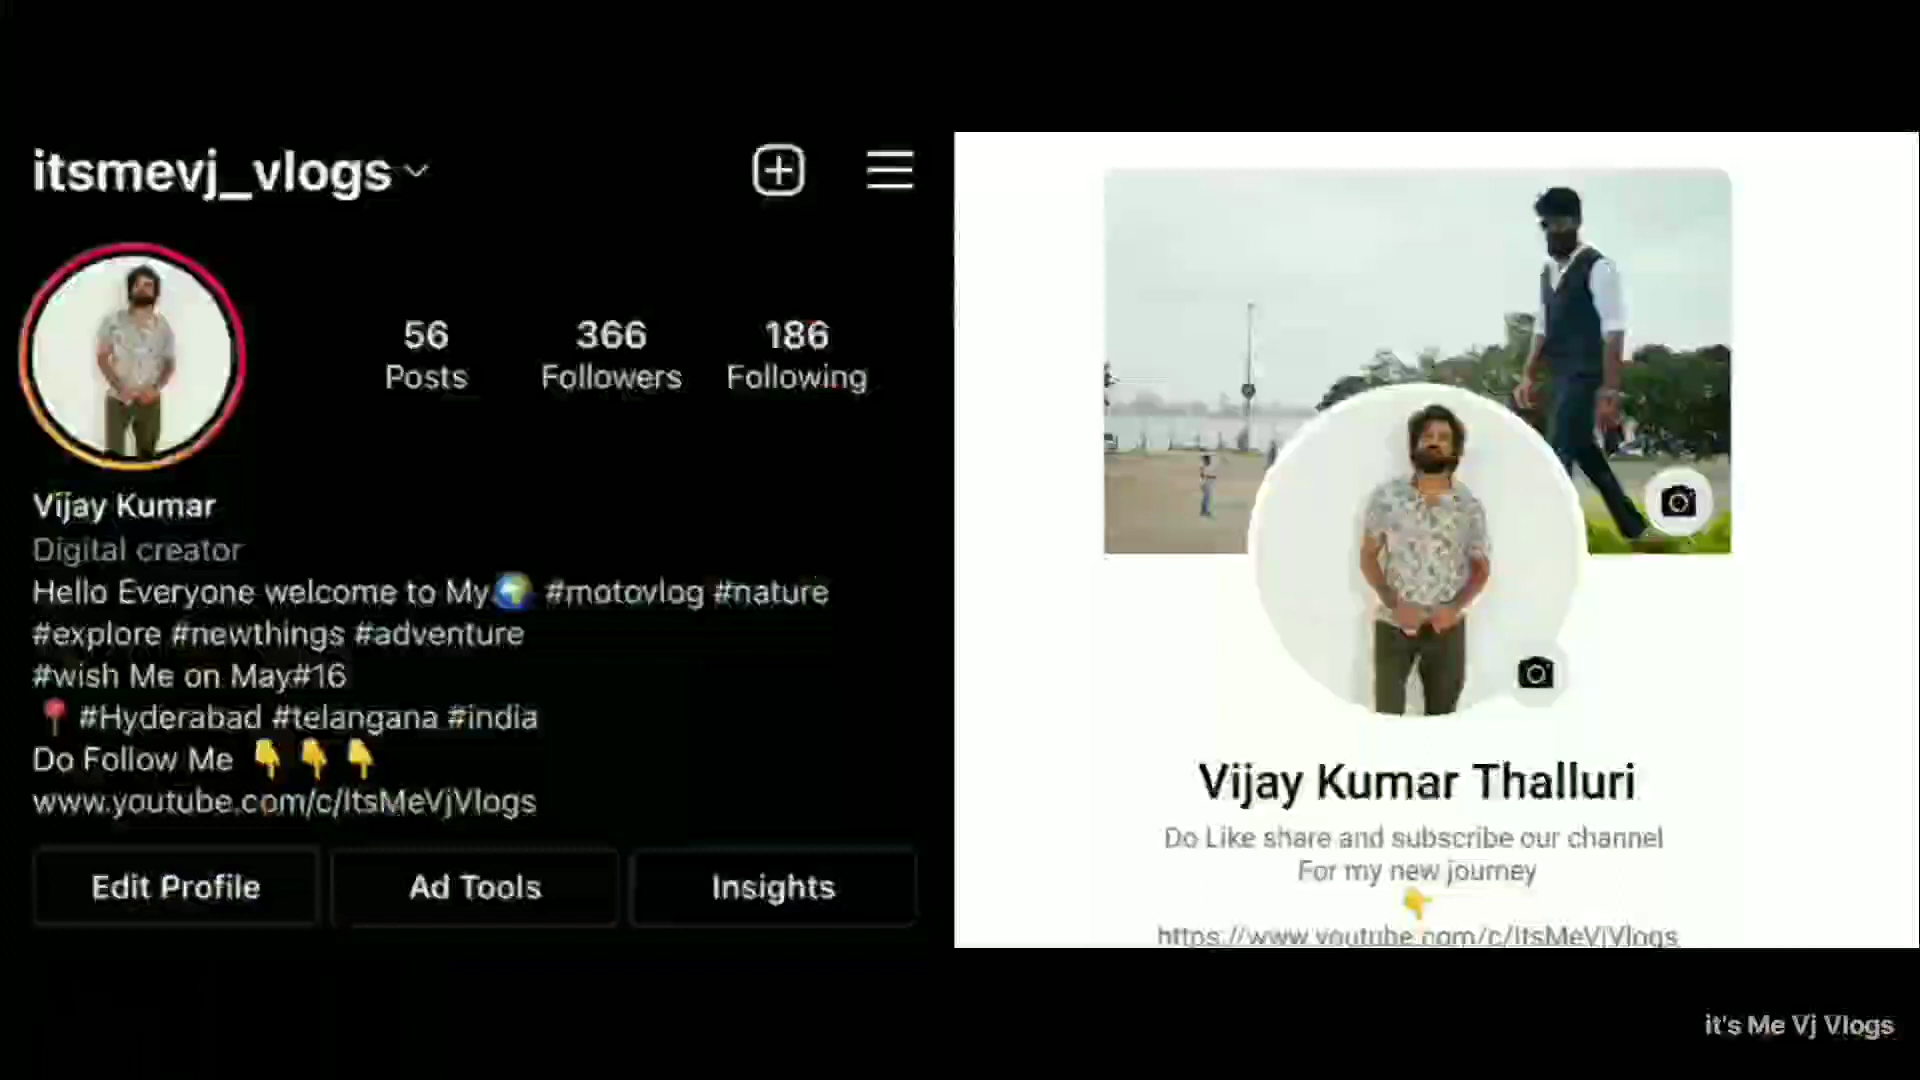 itsmevj_vlogs
56 366 186
Posts Followers Following
Vijay Kumar
Digital creator
Hello Everyone welcome to My🌍 #motovlog #nature
#explore #newthings #adventure
#wish Me on May#16
📍 #Hyderabad #telangana #india
Do Follow Me 👇 👇 👇
www.youtube.com/c/ItsMeVjVlogs
Edit Profile Ad Tools Insights
Vijay Kumar Thalluri
Do Like share and subscribe our channel
For my new journey
👇
https://www.youtube.com/c/ItsMeVjVlogs
it's Me Vj Vlogs